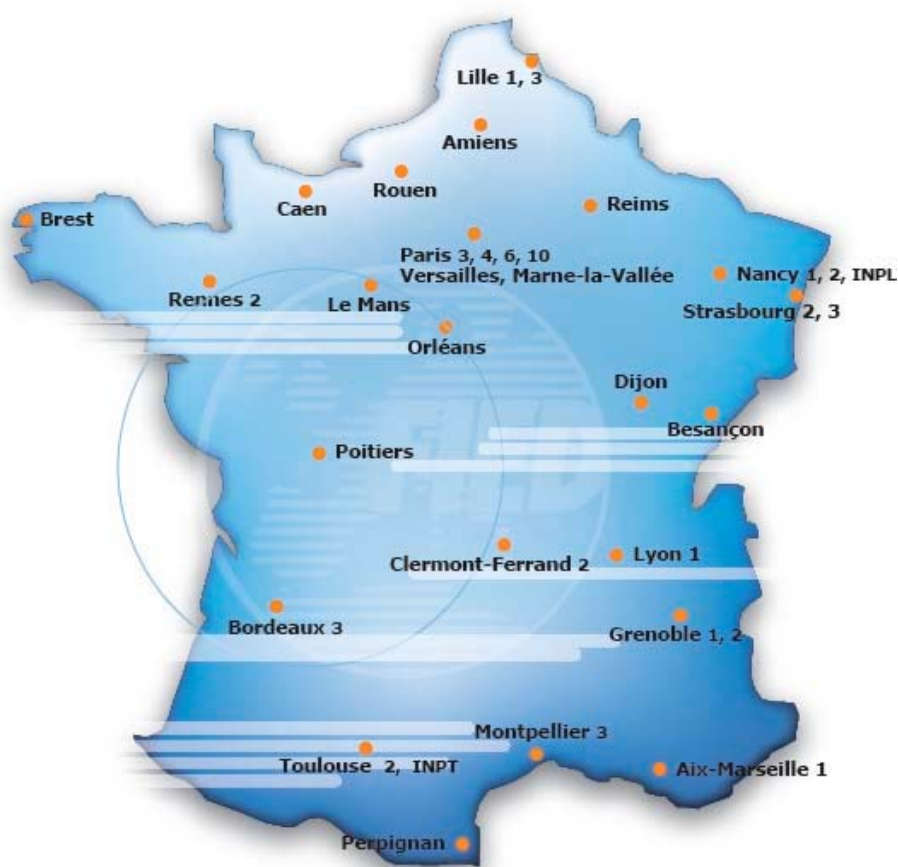 Lille 1, 3
Amiens
Rouen
Caen
Reims
Brest
Paris 3, 4, 6, 10
Versailles, Marne-la-Vallée
Nancy 1, 2, INPL
Rennes 2
Le Mans
Strasbourg 2, 3
Orléans
Dijon
Besançon
Poitiers
Clermont-Ferrand 2
Lyon 1
Bordeaux 3
Grenoble 1, 2
Montpellier 3
Toulouse 2, INPT
Aix-Marseille 1
Perpignan